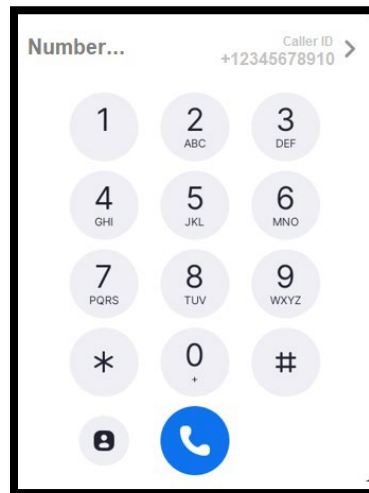 Number...
Caller ID
+12345678910
1 2 3
ABC DEF
4 5 6
GHI JKL MNO
7 8 9
PQRS TUV WXYZ
* 0 #
+